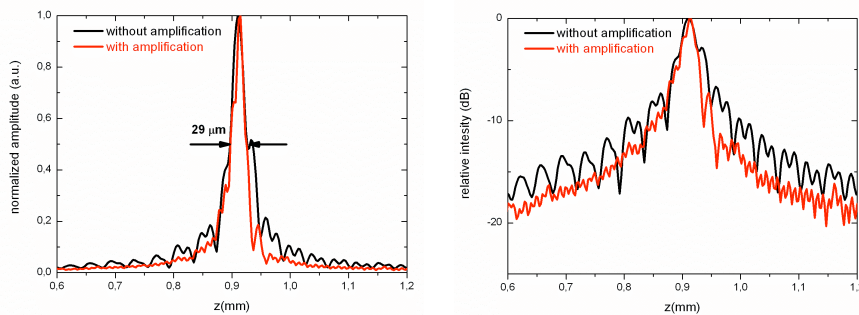 without amplification
with amplification
29 μm
normalized amplitude (a.u.)
1,0
0,8
0,6
0,4
0,2
0,0
0,6 0,7 0,8 0,9 1,0 1,1 1,2
z(mm)
without amplification
with amplification
relative intesity (dB)
0
-10
-20
0,6 0,7 0,8 0,9 1,0 1,1 1,
z(mm)